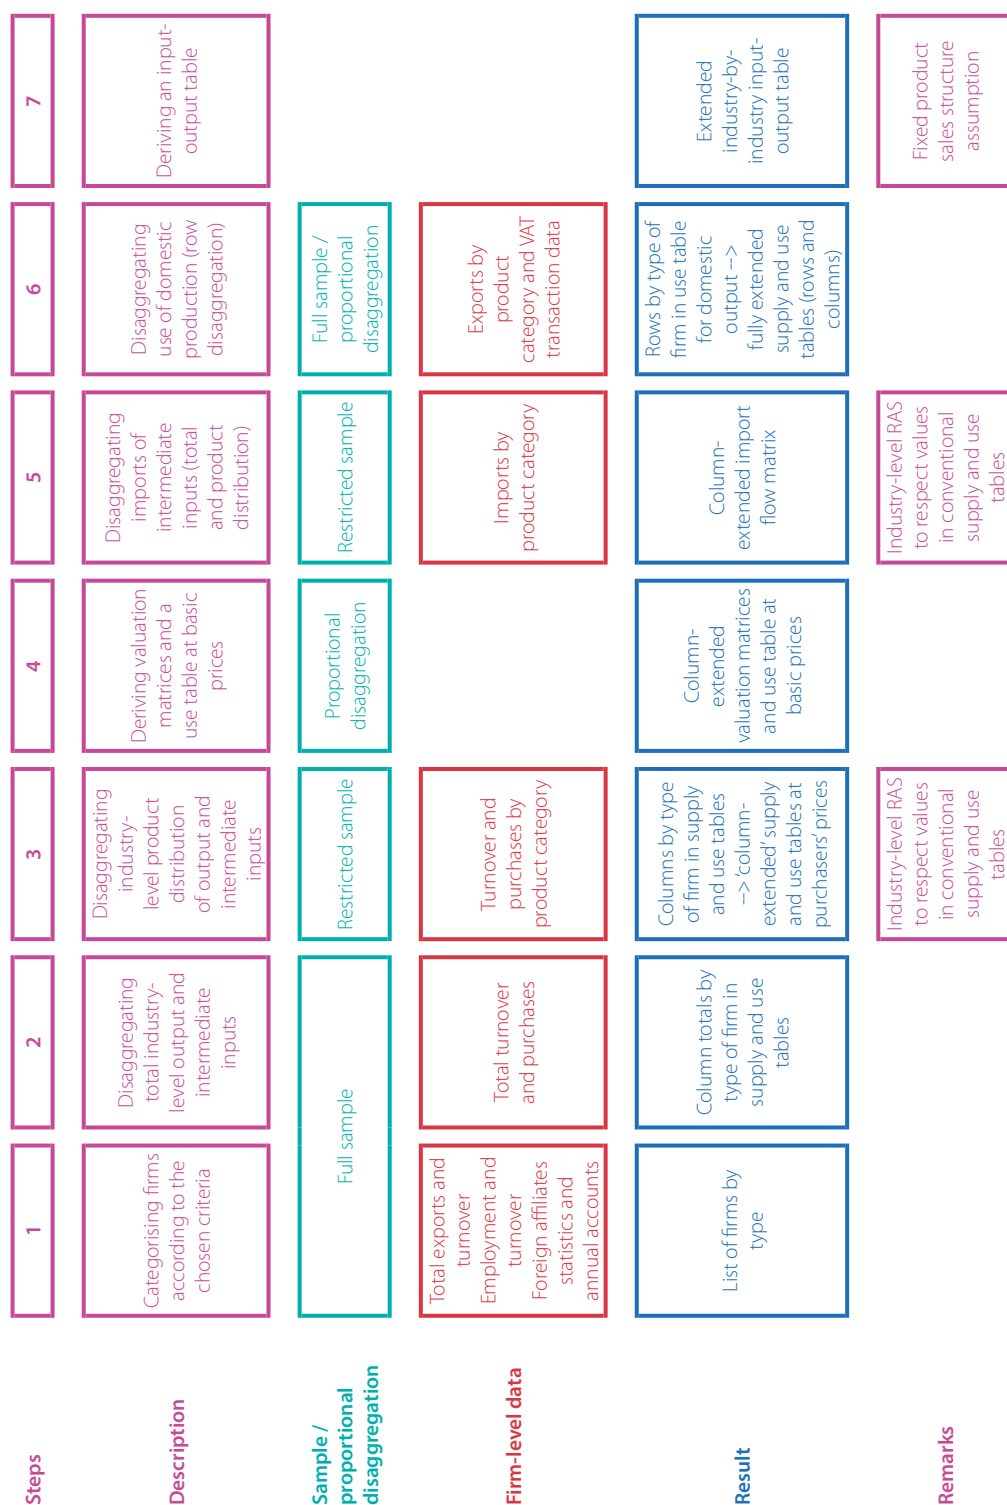 Steps
1
2
3
4
5
6
7
Description
Categorising firms
according to the
chosen criteria
Disaggregating
total industry-
level output and
intermediate
inputs
Disaggregating
industry-
level product
distribution
of output and
intermediate
inputs
Deriving valuation
matrices and a
use table at basic
prices
Disaggregating
imports of
intermediate
inputs (total
and product
distribution)
Disaggregating
use of domestic
production (row
disaggregation)
Deriving an input-
output table
Sample /
proportional
disaggregation
Full sample
Restricted sample
Proportional
disaggregation
Restricted sample
Full sample /
proportional
disaggregation
Firm-level data
Total exports and
turnover
Employment and
turnover
Foreign affiliates
statistics and
annual accounts
Total turnover
and purchases
Turnover and
purchases by
product category
Imports by
product category
Exports by
product
category and VAT
transaction data
Result
List of firms by
type
Column totals by
type of firm in
supply and use
tables
Columns by type
of firm in supply
and use tables
--> 'column-
extended' supply
and use tables at
purchasers' prices
Column-
extended
valuation matrices
and use table at
basic prices
Column-
extended import
flow matrix
Rows by type of
firm in use table
for domestic
output -->
fully extended
supply and use
tables (rows and
columns)
Extended
industry-by-
industry input-
output table
Remarks
Industry-level RAS
to respect values
in conventional
supply and use
tables
Industry-level RAS
to respect values
in conventional
supply and use
tables
Fixed product
sales structure
assumption